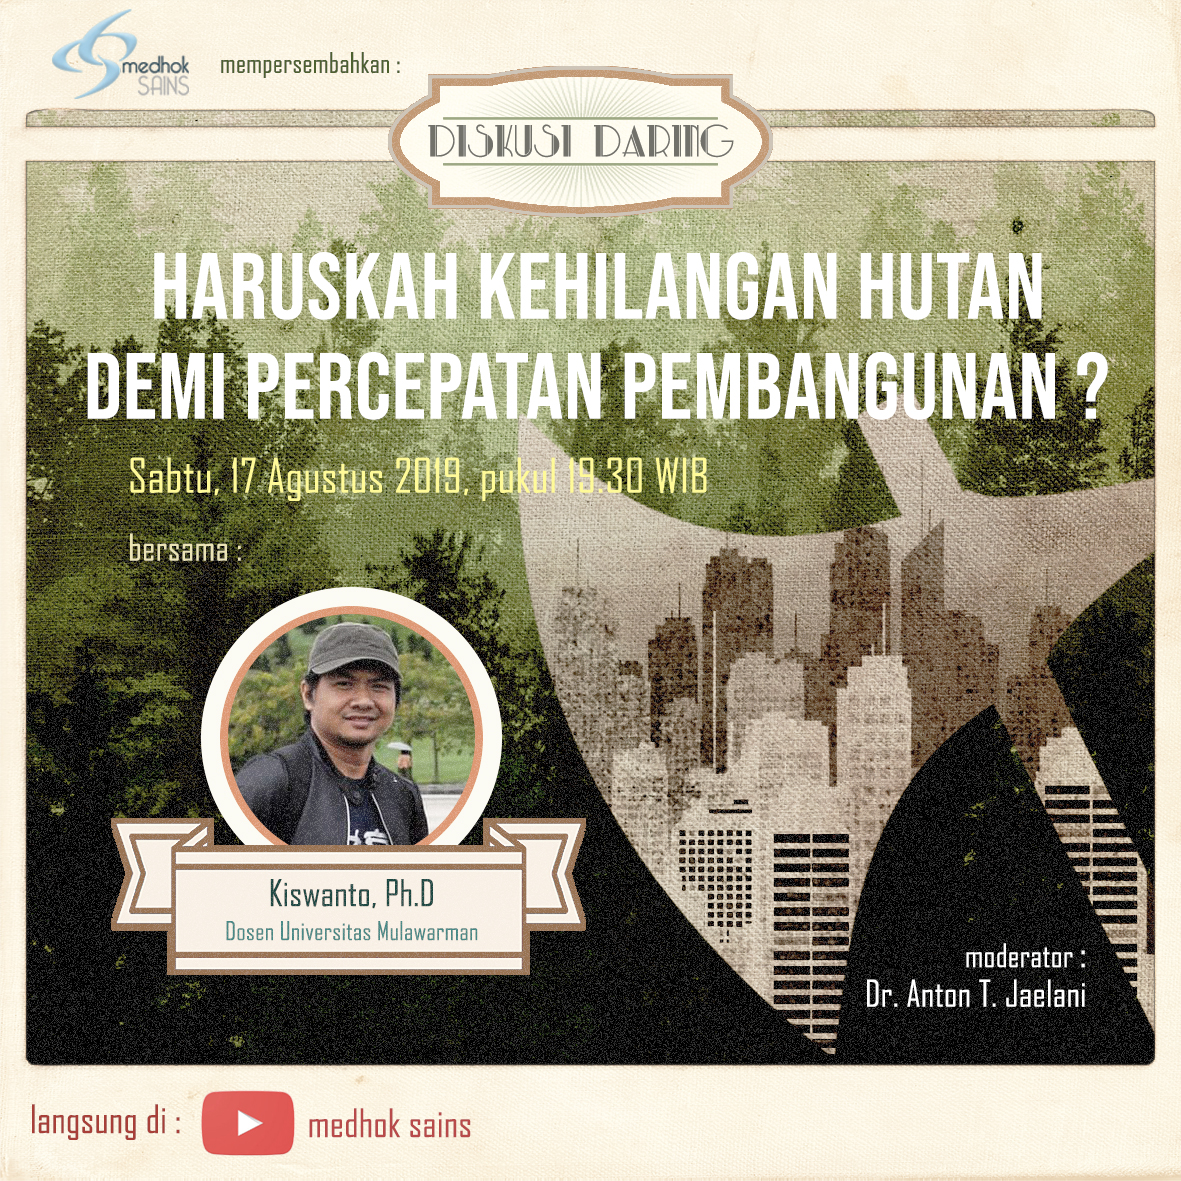 medhok
SAINS
mempersembahkan :
DISKUSI DARING
HARUSKAH KEHILANGAN HUTAN
DEMI PERCEPATAN PEMBANGUNAN ?
Sabtu, 17 Agustus 2019, pukul 19.30 WIB
bersama :
Kiswanto, Ph.D
Dosen Universitas Mulawarman
moderator :
Dr. Anton T. Jaelani
langsung di :
medhok sains